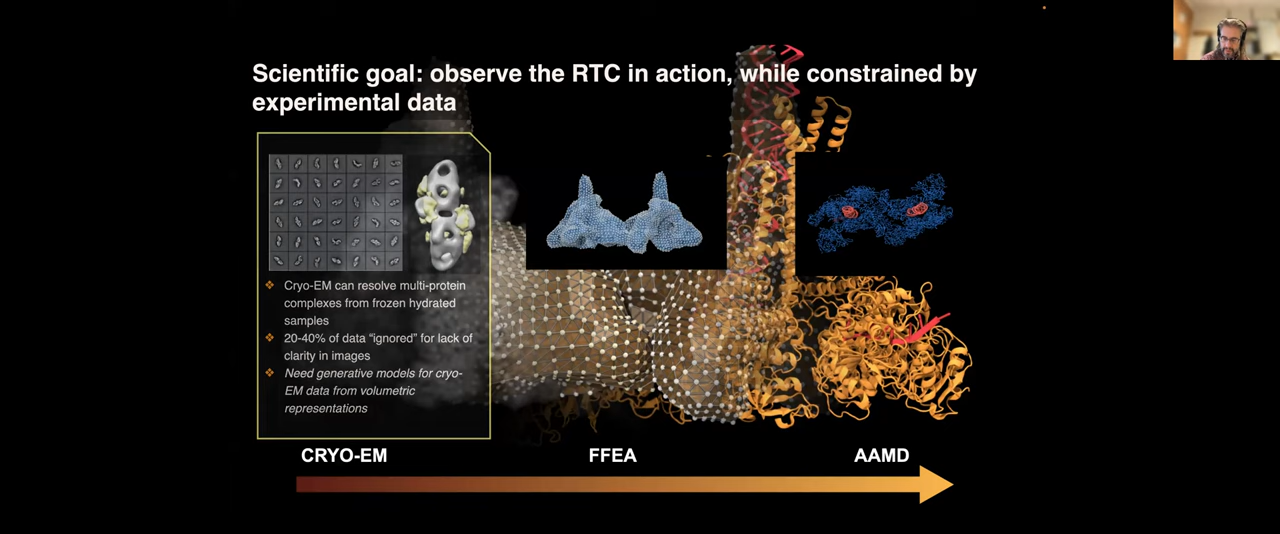 Scientific goal: observe the RTC in action, while constrained by
experimental data
❖ Cryo-EM can resolve multi-protein
complexes from frozen hydrated
samples
❖ 20-40% of data “ignored” for lack of
clarity in images
❖ Need generative models for cryo-
EM data from volumetric
representations
CRYO-EM
FFEA
AAMD